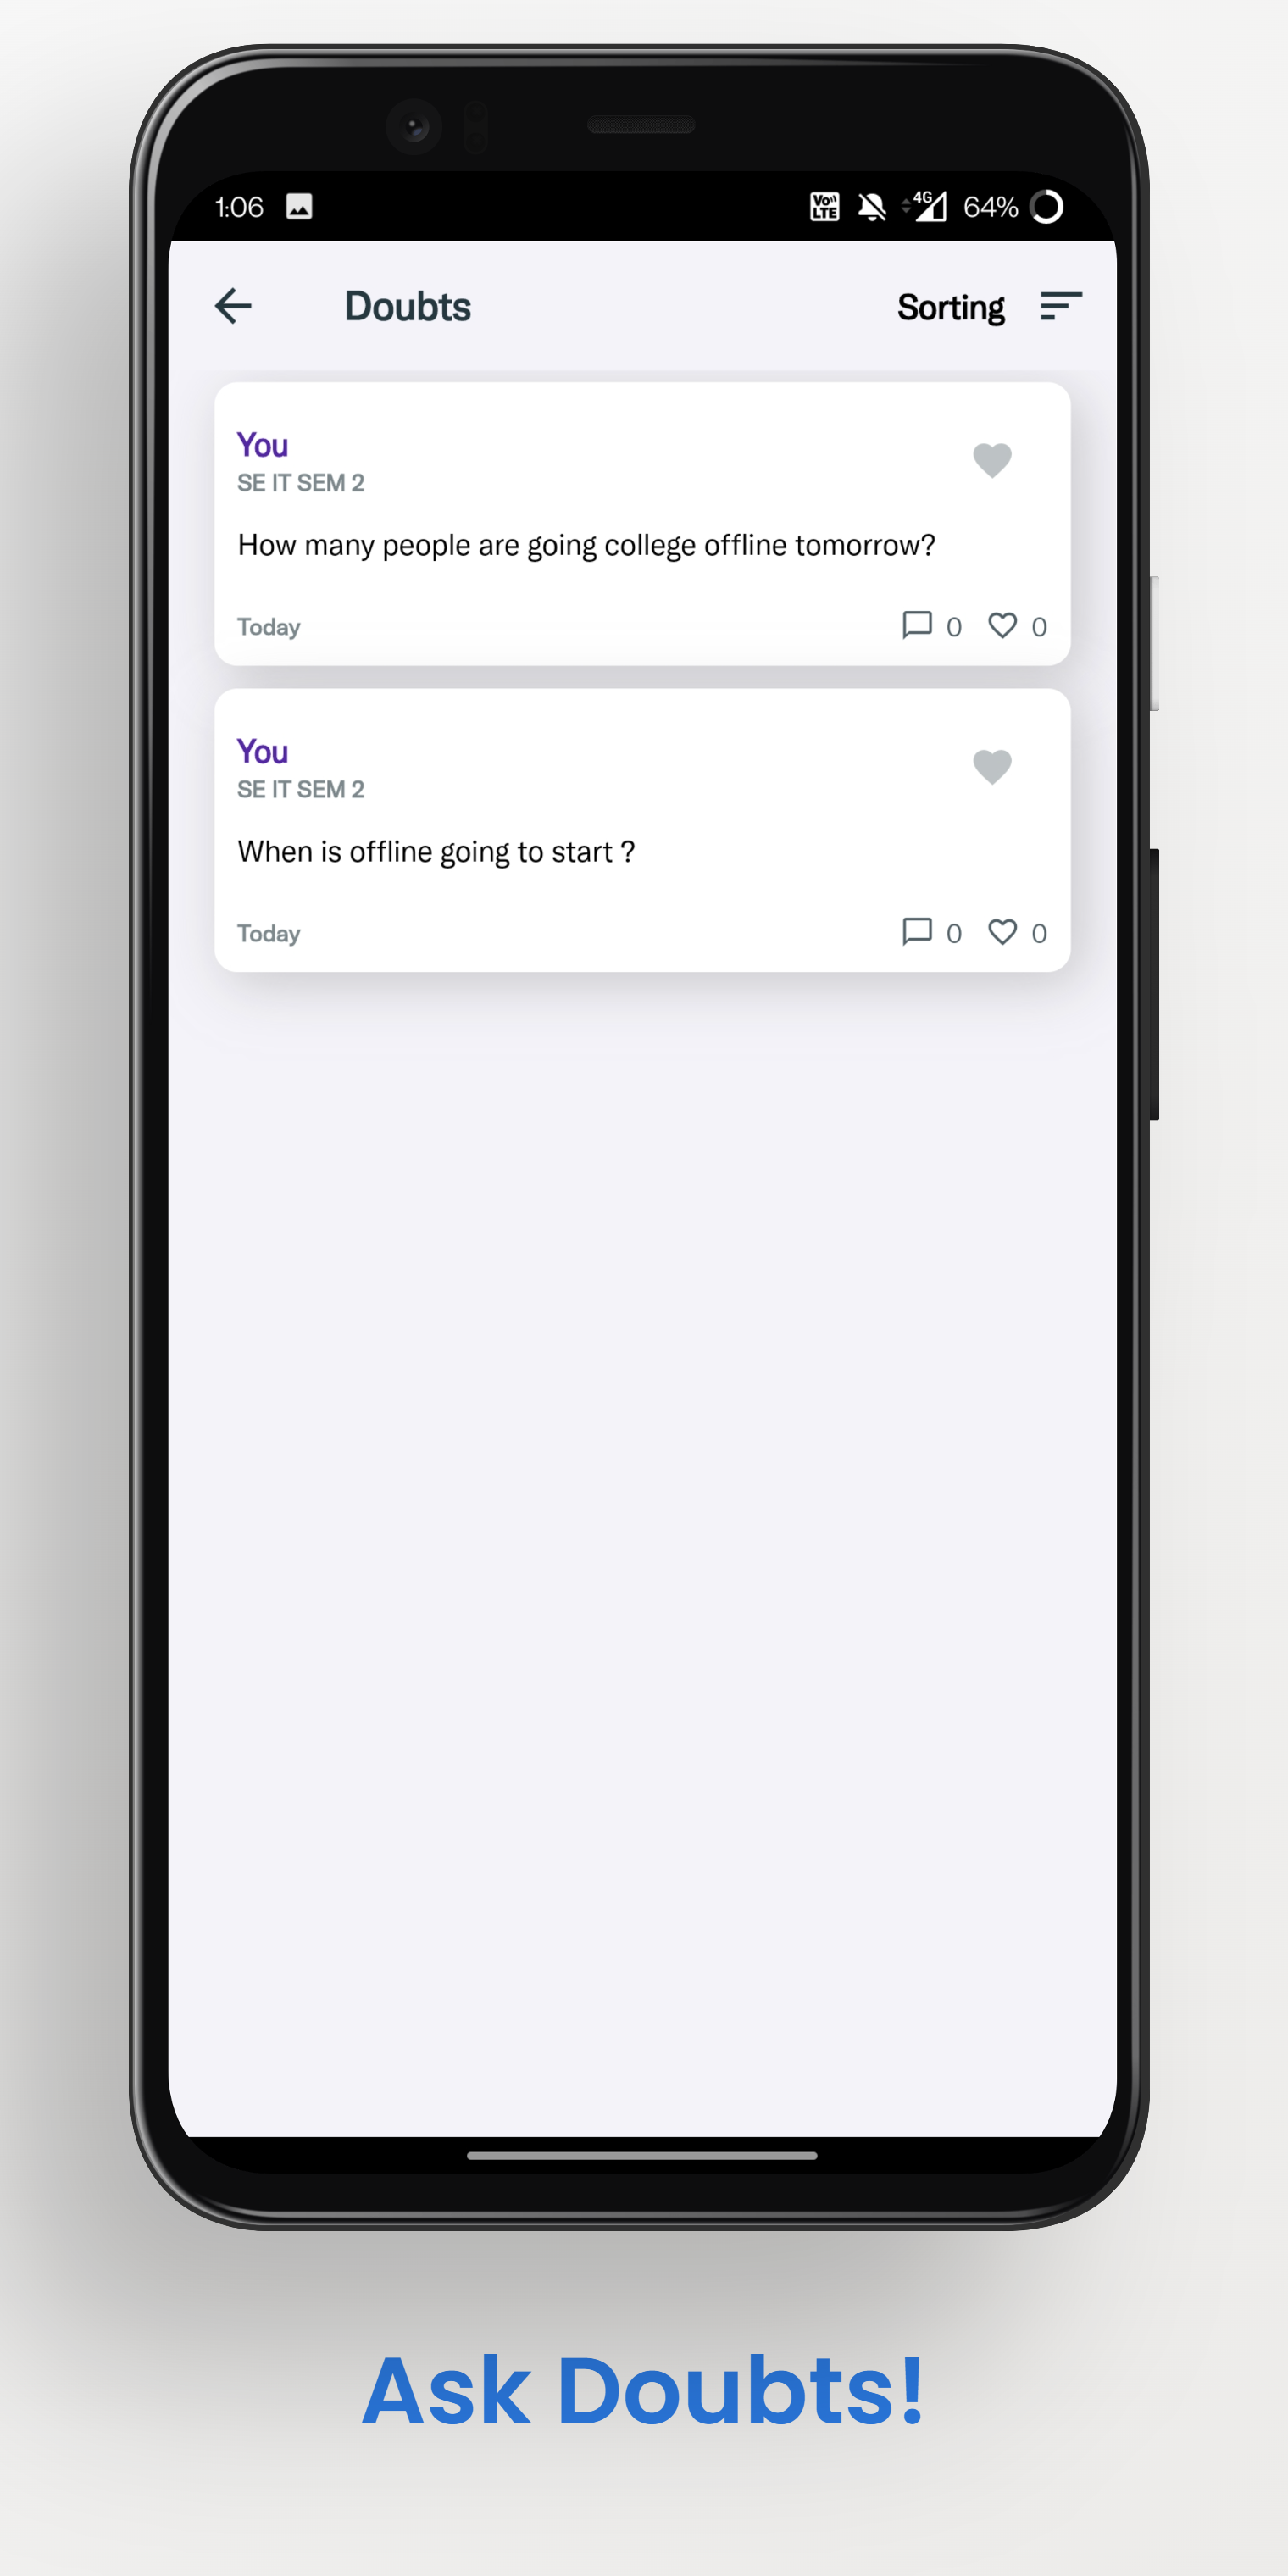 1:06 VoLTE 4G 64%
Doubts Sorting
You
SE IT SEM 2
How many people are going college offline tomorrow?
Today 0 0
You
SE IT SEM 2
When is offline going to start ?
Today 0 0
Ask Doubts!